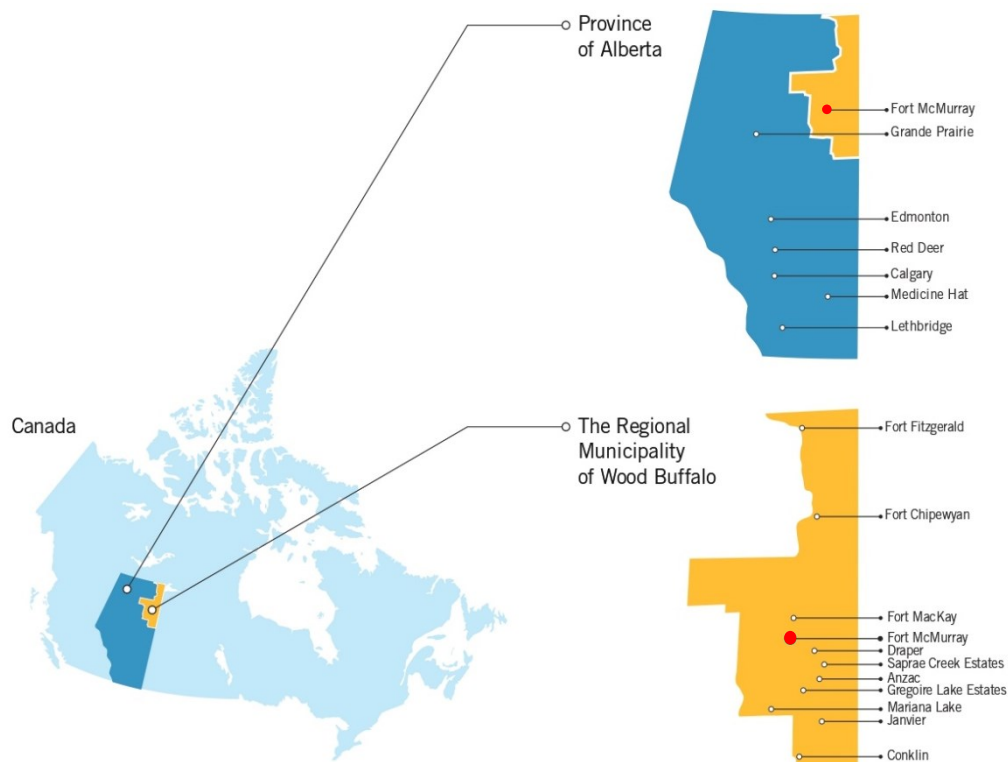 Province
of Alberta
Fort McMurray
Grande Prairie
Edmonton
Red Deer
Calgary
Medicine Hat
Lethbridge
Canada
The Regional
Municipality
of Wood Buffalo
Fort Fitzgerald
Fort Chipewyan
Fort MacKay
Fort McMurray
Draper
Saprae Creek Estates
Anzac
Gregoire Lake Estates
Mariana Lake
Janvier
Conklin